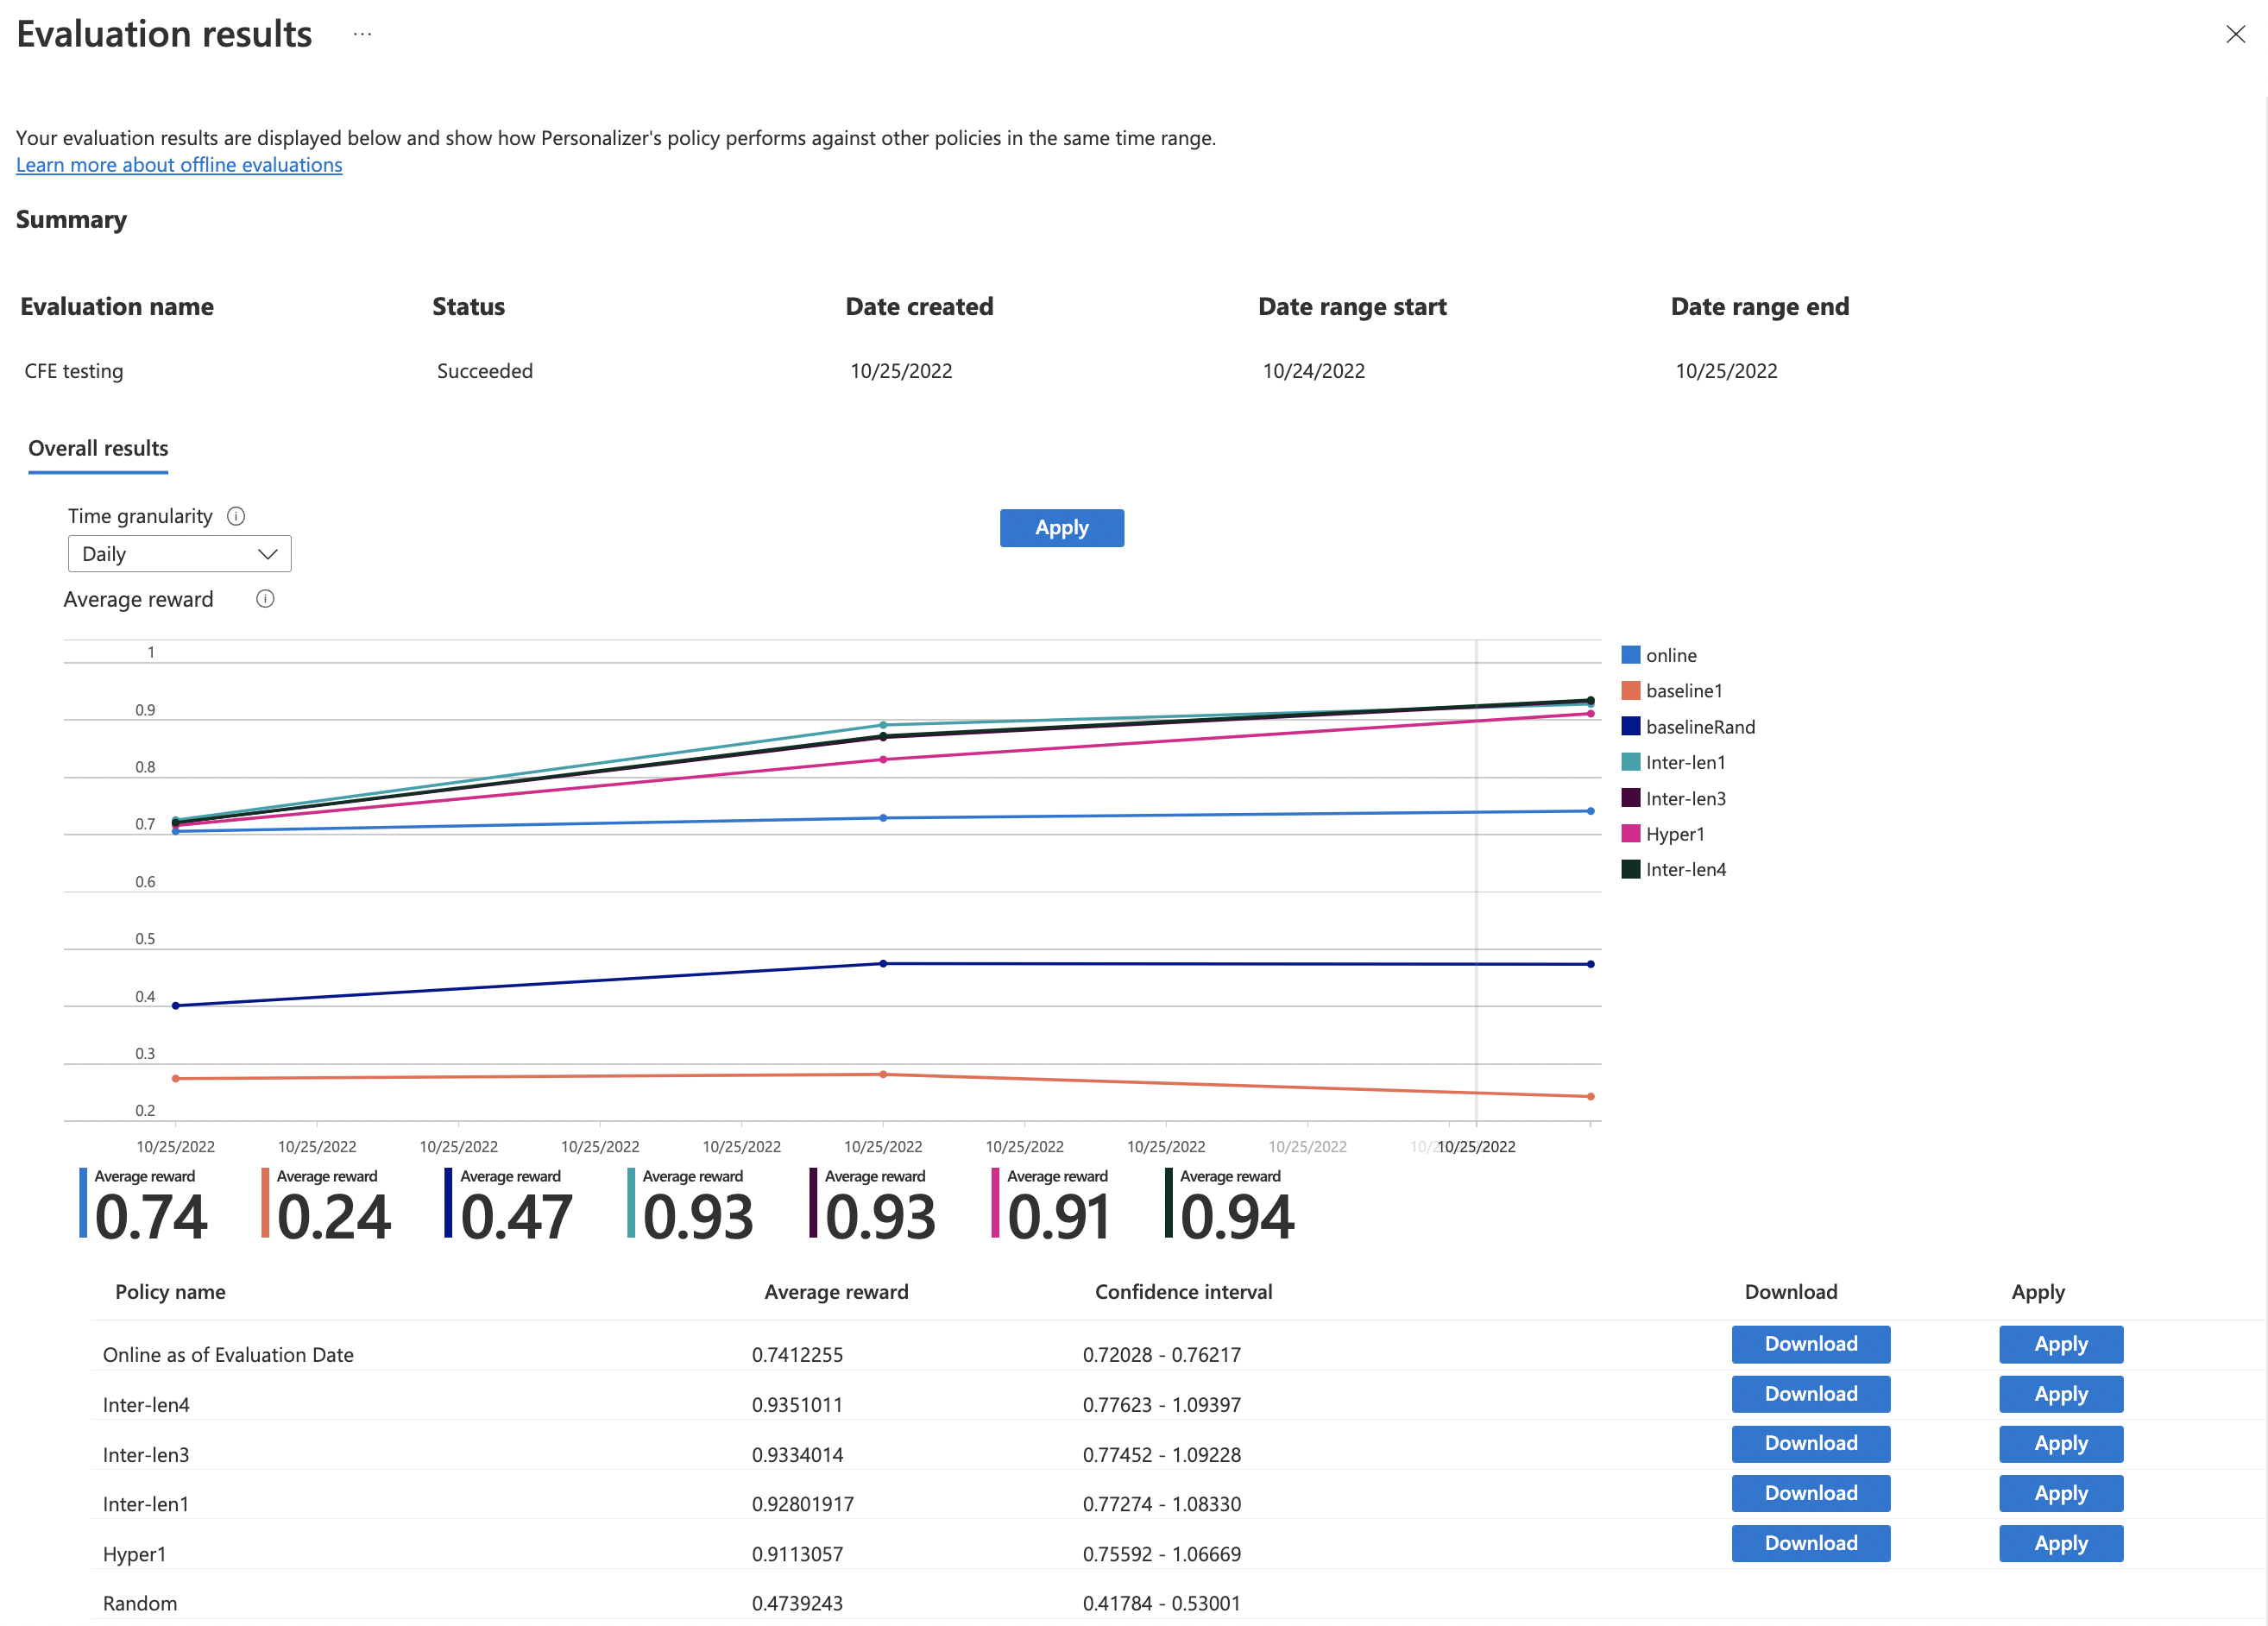 Evaluation results ...
Your evaluation results are displayed below and show how Personalizer's policy performs against other policies in the same time range.
Learn more about offline evaluations
Summary
Evaluation name Status Date created Date range start Date range end
CFE testing Succeeded 10/25/2022 10/24/2022 10/25/2022
Overall results
Time granularity
Apply
Daily
Average reward
1
0.9
0.8
0.7
0.6
0.5
0.4
0.3
0.2
online
baseline1
baselineRand
Inter-len1
Inter-len3
Hyper1
Inter-len4
10/25/2022 10/25/2022 10/25/2022 10/25/2022 10/25/2022 10/25/2022 10/25/2022 10/25/2022 10/25/2022 10/2 10/25/2022
Average reward Average reward Average reward Average reward Average reward Average reward Average reward
0.74 0.24 0.47 0.93 0.93 0.91 0.94
Policy name Average reward Confidence interval Download Apply
Online as of Evaluation Date 0.7412255 0.72028 - 0.76217 Download Apply
Inter-len4 0.9351011 0.77623 - 1.09397 Download Apply
Inter-len3 0.9334014 0.77452 - 1.09228 Download Apply
Inter-len1 0.92801917 0.77274 - 1.08330 Download Apply
Hyper1 0.9113057 0.75592 - 1.06669 Download Apply
Random 0.4739243 0.41784 - 0.53001